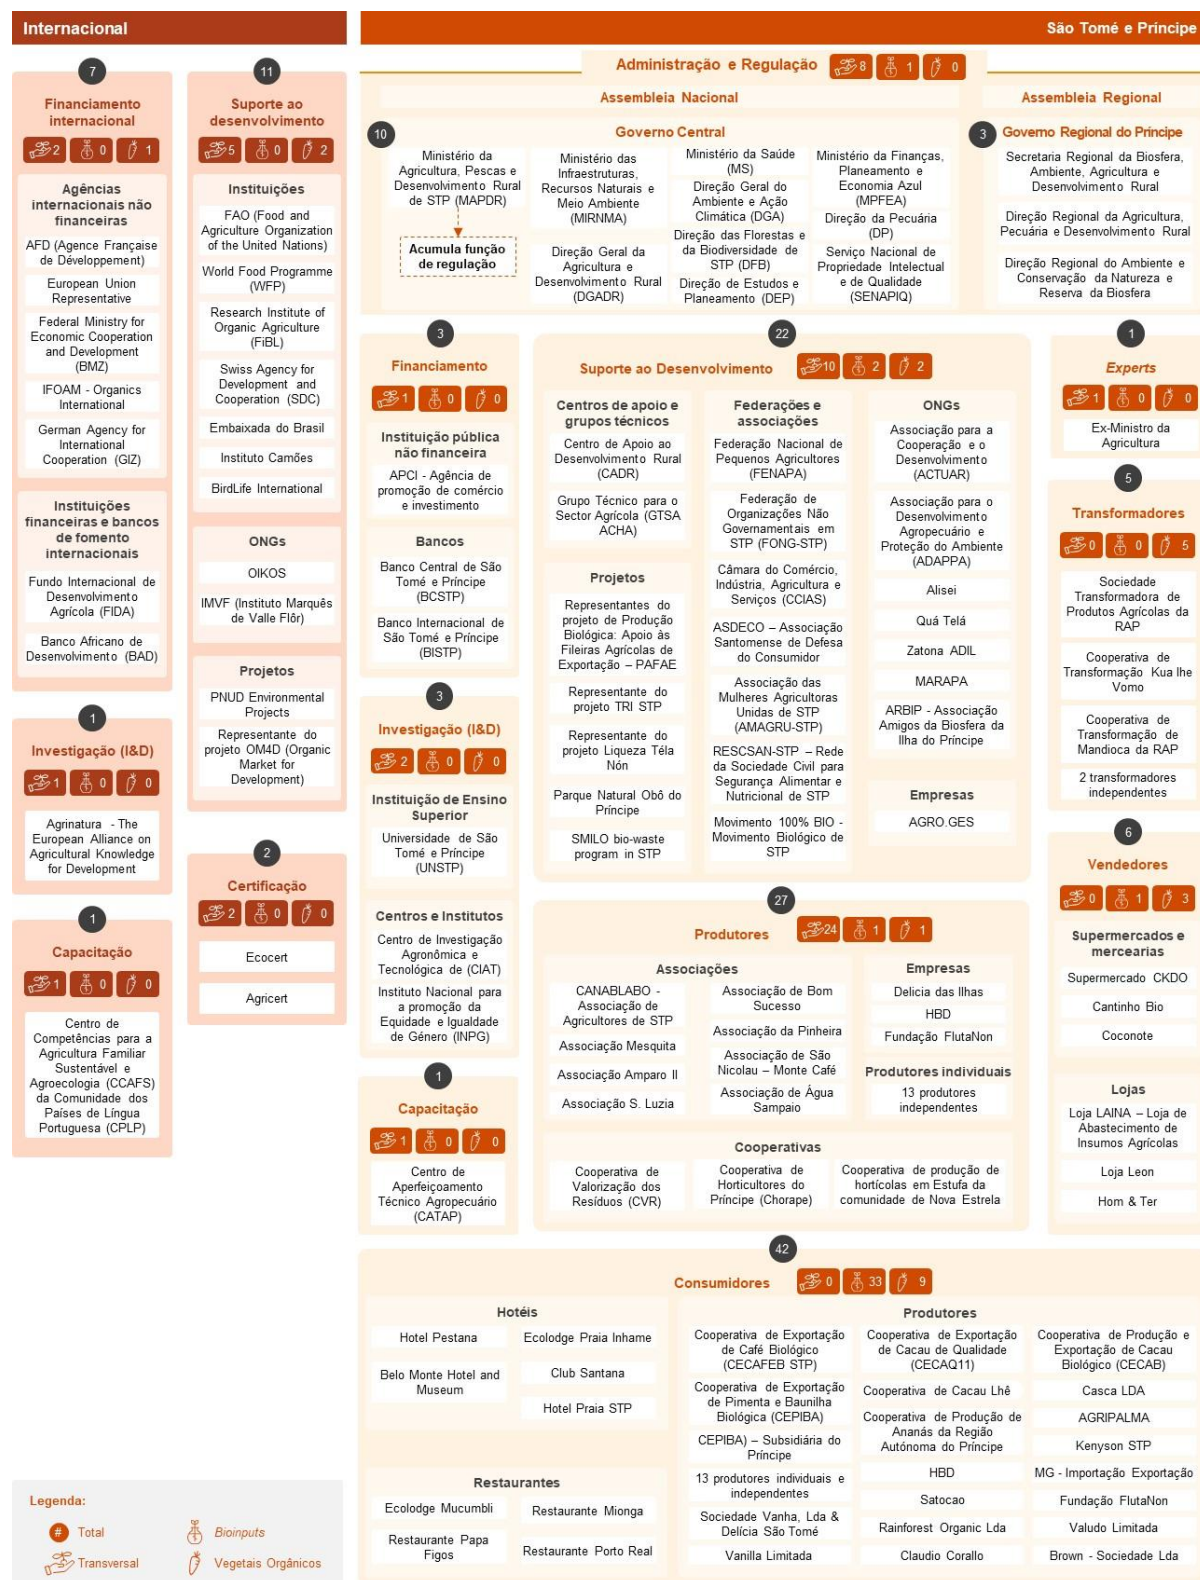 Internacional
São Tomé e Príncipe
7
Financiamento
internacional
2 0 1
Agências
internacionais não
financeiras
AFD (Agence Française
de Développement)
European Union
Representative
Federal Ministry for
Economic Cooperation
and Development
(BMZ)
IFOAM - Organics
International
German Agency for
International
Cooperation (GIZ)
Instituições
financeiras e bancos
de fomento
internacionais
Fundo Internacional de
Desenvolvimento
Agrícola (FIDA)
Banco Africano de
Desenvolvimento (BAD)
1
Investigação (I&D)
1 0 0
Agrinatura - The
European Alliance on
Agricultural Knowledge
for Development
1
Capacitação
1 0 0
Centro de
Competências para a
Agricultura Familiar
Sustentável e
Agroecologia (CCAFS)
da Comunidade dos
Países de Língua
Portuguesa (CPLP)
11
Suporte ao
desenvolvimento
5 0 2
Instituições
FAO (Food and
Agriculture Organization
of the United Nations)
World Food Programme
(WFP)
Research Institute of
Organic Agriculture
(FiBL)
Swiss Agency for
Development and
Cooperation (SDC)
Embaixada do Brasil
Instituto Camões
BirdLife International
ONGs
OIKOS
IMVF (Instituto Marquês
de Valle Flôr)
Projetos
PNUD Environmental
Projects
Representante do
projeto OM4D (Organic
Market for
Development)
2
Certificação
2 0 0
Ecocert
Agricert
Administração e Regulação 8 1 0
Assembleia Nacional
Assembleia Regional
10
Governo Central
Ministério da
Agricultura, Pescas e
Desenvolvimento Rural
de STP (MAPDR)
Acumula função
de regulação
Ministério das
Infraestruturas,
Recursos Naturais e
Meio Ambiente
(MIRNMA)
Direção Geral da
Agricultura e
Desenvolvimento Rural
(DGADR)
Ministério da Saúde
(MS)
Direção Geral do
Ambiente e Ação
Climática (DGA)
Direção das Florestas e
da Biodiversidade de
STP (DFB)
Direção de Estudos e
Planeamento (DEP)
Ministério da Finanças,
Planeamento e
Economia Azul
(MPFEA)
Direção da Pecuária
(DP)
Serviço Nacional de
Propriedade Intelectual
e de Qualidade
(SENAPIQ)
3
Governo Regional do Príncipe
Secretaria Regional da Biosfera,
Ambiente, Agricultura e
Desenvolvimento Rural
Direção Regional da Agricultura,
Pecuária e Desenvolvimento Rural
Direção Regional do Ambiente e
Conservação da Natureza e
Reserva da Biosfera
3
Financiamento
1 0 0
Instituição pública
não financeira
APCI - Agência de
promoção de comércio
e investimento
Bancos
Banco Central de São
Tomé e Príncipe
(BCSTP)
Banco Internacional de
São Tomé e Príncipe
(BISTP)
3
Investigação (I&D)
2 0 0
Instituição de Ensino
Superior
Universidade de São
Tomé e Príncipe
(UNSTP)
Centros e Institutos
Centro de Investigação
Agronômica e
Tecnológica de (CIAT)
Instituto Nacional para
a promoção da
Equidade e Igualdade
de Género (INPG)
1
Capacitação
1 0 0
Centro de
Aperfeiçoamento
Técnico Agropecuário
(CATAP)
22
Suporte ao Desenvolvimento 10 2 2
Centros de apoio e
grupos técnicos
Centro de Apoio ao
Desenvolvimento Rural
(CADR)
Grupo Técnico para o
Sector Agrícola (GTSA
ACHA)
Projetos
Representantes do
projeto de Produção
Biológica: Apoio às
Fileiras Agrícolas de
Exportação – PAFAE
Representante do
projeto TRI STP
Representante do
projeto Liqueza Téla
Nón
Parque Natural Obô do
Príncipe
SMILO bio-waste
program in STP
Federações e
associações
Federação Nacional de
Pequenos Agricultores
(FENAPA)
Federação de
Organizações Não
Governamentais em
STP (FONG-STP)
Câmara do Comércio,
Indústria, Agricultura e
Serviços (CCIAS)
ASDECO – Associação
Santomense de Defesa
do Consumidor
Associação das
Mulheres Agricultoras
Unidas de STP
(AMAGRU-STP)
RESCSAN-STP – Rede
da Sociedade Civil para
Segurança Alimentar e
Nutricional de STP
Movimento 100% BIO -
Movimento Biológico de
STP
ONGs
Associação para a
Cooperação e o
Desenvolvimento
(ACTUAR)
Associação para o
Desenvolvimento
Agropecuário e
Proteção do Ambiente
(ADAPPA)
Alisei
Quá Telá
Zatona ADIL
MARAPA
ARBIP - Associação
Amigos da Biosfera da
Ilha do Príncipe
Empresas
AGRO.GES
27
Produtores 24 1 1
Associações
CANABLABO -
Associação de
Agricultores de STP
Associação Mesquita
Associação Amparo II
Associação S. Luzia
Associação de Bom
Sucesso
Associação da Pinheira
Associação de São
Nicolau – Monte Café
Associação de Água
Sampaio
Empresas
Delicia das Ilhas
HBD
Fundação FlutaNon
Produtores individuais
13 produtores
independentes
Cooperativas
Cooperativa de
Valorização dos
Resíduos (CVR)
Cooperativa de
Horticultores do
Príncipe (Chorape)
Cooperativa de produção de
hortícolas em Estufa da
comunidade de Nova Estrela
1
Experts
1 0 0
Ex-Ministro da
Agricultura
5
Transformadores
0 0 5
Sociedade
Transformadora de
Produtos Agrícolas da
RAP
Cooperativa de
Transformação Kua lhe
Vomo
Cooperativa de
Transformação de
Mandioca da RAP
2 transformadores
independentes
6
Vendedores
0 1 3
Supermercados e
mercearias
Supermercado CKDO
Cantinho Bio
Coconote
Lojas
Loja LAINA – Loja de
Abastecimento de
Insumos Agrícolas
Loja Leon
Hom & Ter
42
Consumidores 0 33 9
Hotéis
Hotel Pestana
Belo Monte Hotel and
Museum
Ecolodge Praia Inhame
Club Santana
Hotel Praia STP
Restaurantes
Ecolodge Mucumbli
Restaurante Papa
Figos
Restaurante Mionga
Restaurante Porto Real
Produtores
Cooperativa de Exportação
de Café Biológico
(CECAFEB STP)
Cooperativa de Exportação
de Pimenta e Baunilha
Biológica (CEPIBA)
CEPIBA) – Subsidiária do
Príncipe
13 produtores individuais e
independentes
Sociedade Vanha, Lda &
Delícia São Tomé
Vanilla Limitada
Cooperativa de Exportação
de Cacau de Qualidade
(CECAQ11)
Cooperativa de Cacau Lhê
Cooperativa de Produção de
Ananás da Região
Autónoma do Príncipe
HBD
Satocao
Rainforest Organic Lda
Claudio Corallo
Cooperativa de Produção e
Exportação de Cacau
Biológico (CECAB)
Casca LDA
AGRIPALMA
Kenyson STP
MG - Importação Exportação
Fundação FlutaNon
Valudo Limitada
Brown - Sociedade Lda
Legenda:
# Total
Bioinputs
Transversal
Vegetais Orgânicos